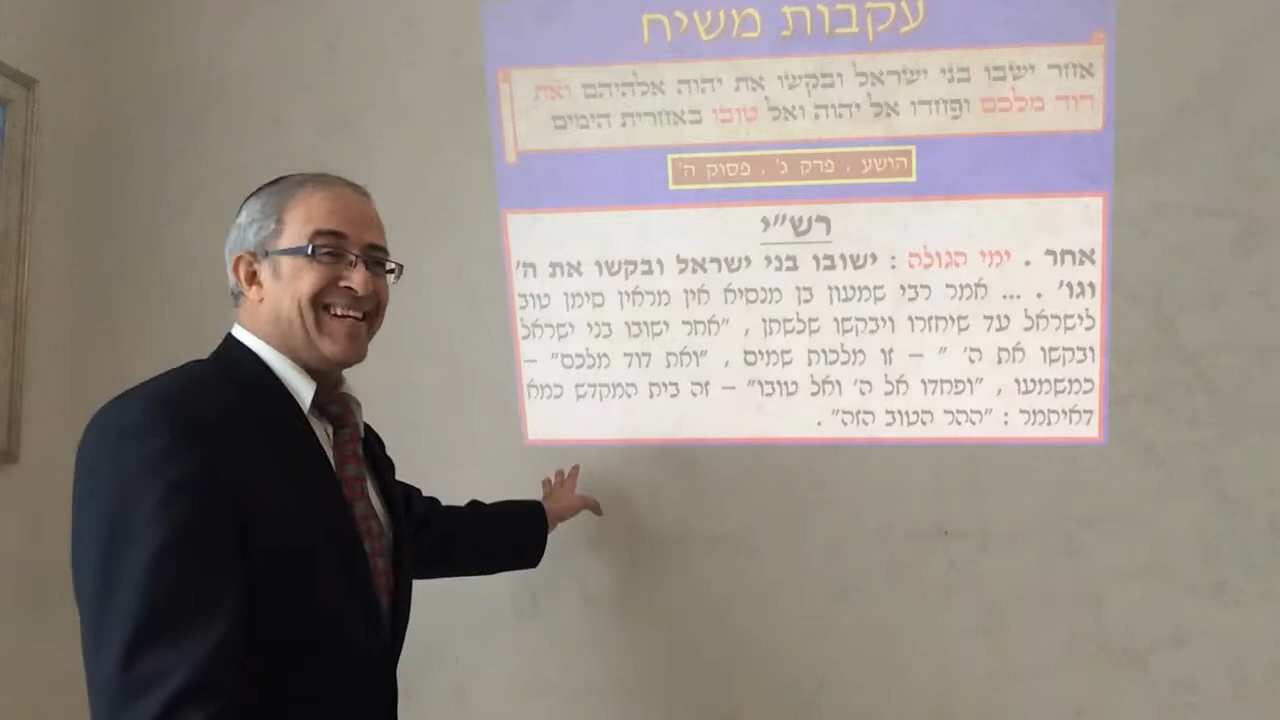 עקבות משיח
אחר ישבו בני ישראל ובקשו את יהוה אלהיהם ואת
דוד מלכם ופחדו אל יהוה ואל טובו באחרית הימים
הושע , פרק ג' , פסוק ה'
רש"י
אחר . ימי הגולה : ישובו בני ישראל ובקשו את ה'
וגו' . ... אמר רבי שמעון בן מנסיא אין מראין סימן טוב
לישראל עד שיחזרו ויבקשו שלשתן , "אחר ישובו בני ישראל
ובקשו את ה' " – זו מלכות שמים , "ואת דוד מלכם" –
כמשמעו , "ופחדו אל ה' ואל טובו" – זה בית המקדש כמא
דאיתמר : "ההר הטוב הזה" .